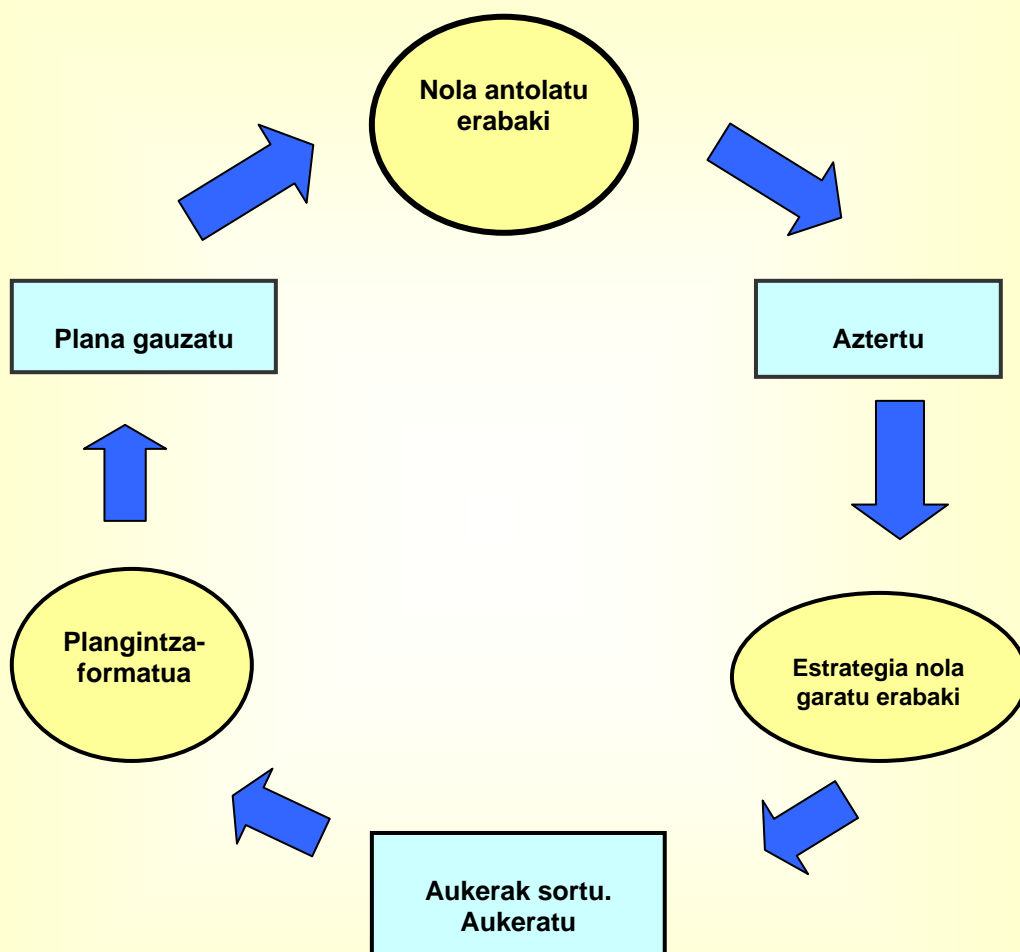 Nola antolatu
erabaki
Plana gauzatu
Aztertu
Plangintza-
formatua
Estrategia nola
garatu erabaki
Aukerak sortu.
Aukeratu